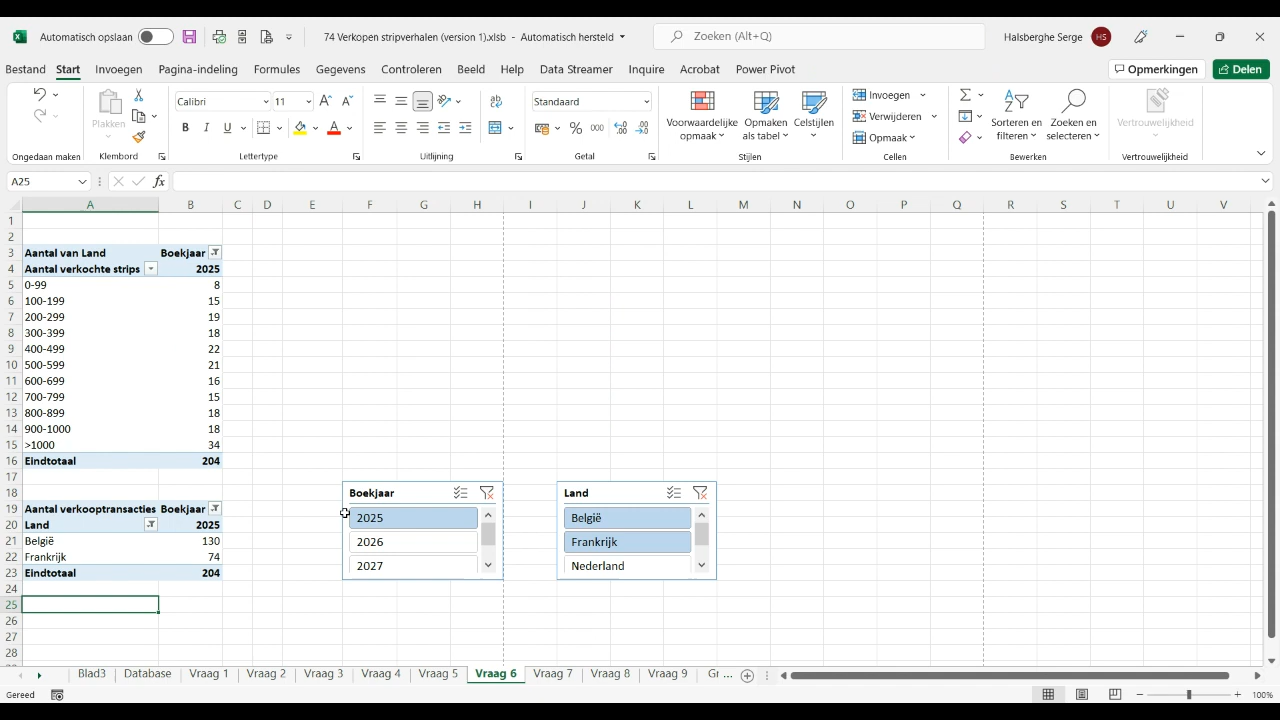 Automatisch opslaan 74 Verkopen stripverhalen (version 1).xlsb - Automatisch hersteld Zoeken (Alt+Q) Halsberghe Serge HS
Bestand Start Invoegen Pagina-indeling Formules Gegevens Controleren Beeld Help Data Streamer Inquire Acrobat Power Pivot Opmerkingen Delen
Plakken Calibri 11 Standaard Voorwaardelijke opmaak Opmaken als tabel Celstijlen Invoegen Verwijderen Opmaak Sorteren en filteren Zoeken en selecteren Vertrouwelijkheid
Ongedaan maken Klembord Lettertype Uitlijning Getal Stijlen Cellen Bewerken Vertrouwelijkheid
A25 fx
A B C D E F G H I J K L M N O P Q R S T U V
1
2
3 Aantal van Land Boekjaar
4 Aantal verkochte strips 2025
5 0-99 8
6 100-199 15
7 200-299 19
8 300-399 18
9 400-499 22
10 500-599 21
11 600-699 16
12 700-799 15
13 800-899 18
14 900-1000 18
15 >1000 34
16 Eindtotaal 204
17
18
19 Aantal verkooptransacties Boekjaar
20 Land 2025
21 België 130
22 Frankrijk 74
23 Eindtotaal 204
24
25
26
27
28
Boekjaar
2025
2026
2027
Land
België
Frankrijk
Nederland
Blad3 Database Vraag 1 Vraag 2 Vraag 3 Vraag 4 Vraag 5 Vraag 6 Vraag 7 Vraag 8 Vraag 9 Gr ...
Gereed 100%